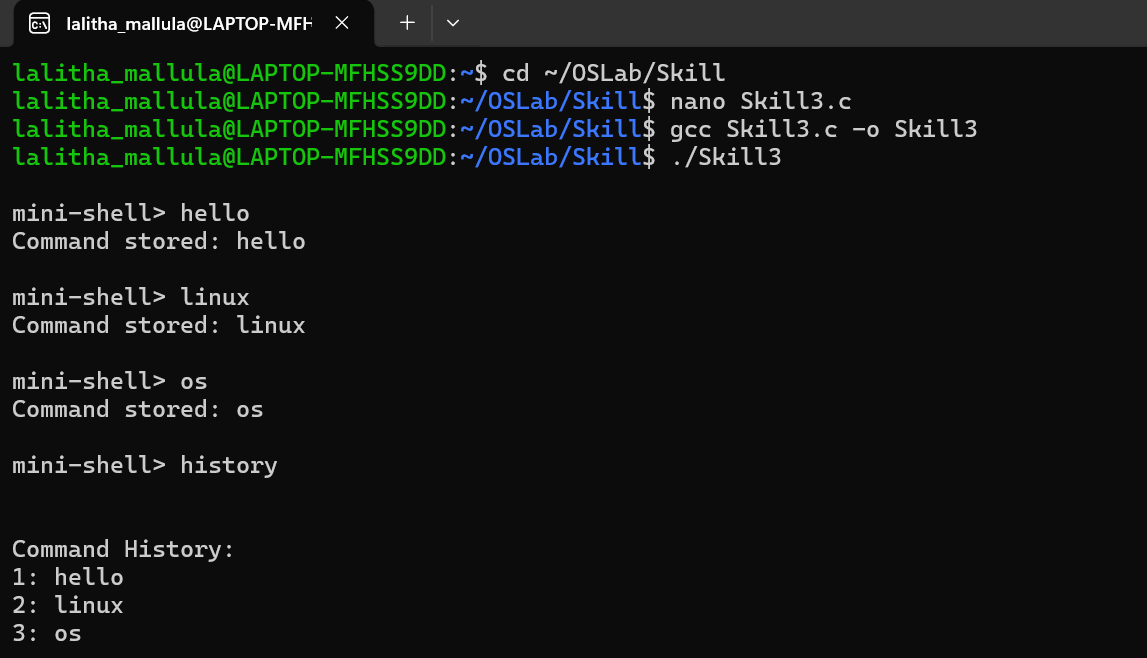 lalitha_mallula@LAPTOP-MFH
lalitha_mallula@LAPTOP-MFHSS9DD:~$ cd ~/OSLab/Skill
lalitha_mallula@LAPTOP-MFHSS9DD:~/OSLab/Skill$ nano Skill3.c
lalitha_mallula@LAPTOP-MFHSS9DD:~/OSLab/Skill$ gcc Skill3.c -o Skill3
lalitha_mallula@LAPTOP-MFHSS9DD:~/OSLab/Skill$ ./Skill3
mini-shell> hello
Command stored: hello
mini-shell> linux
Command stored: linux
mini-shell> os
Command stored: os
mini-shell> history
Command History:
1: hello
2: linux
3: os